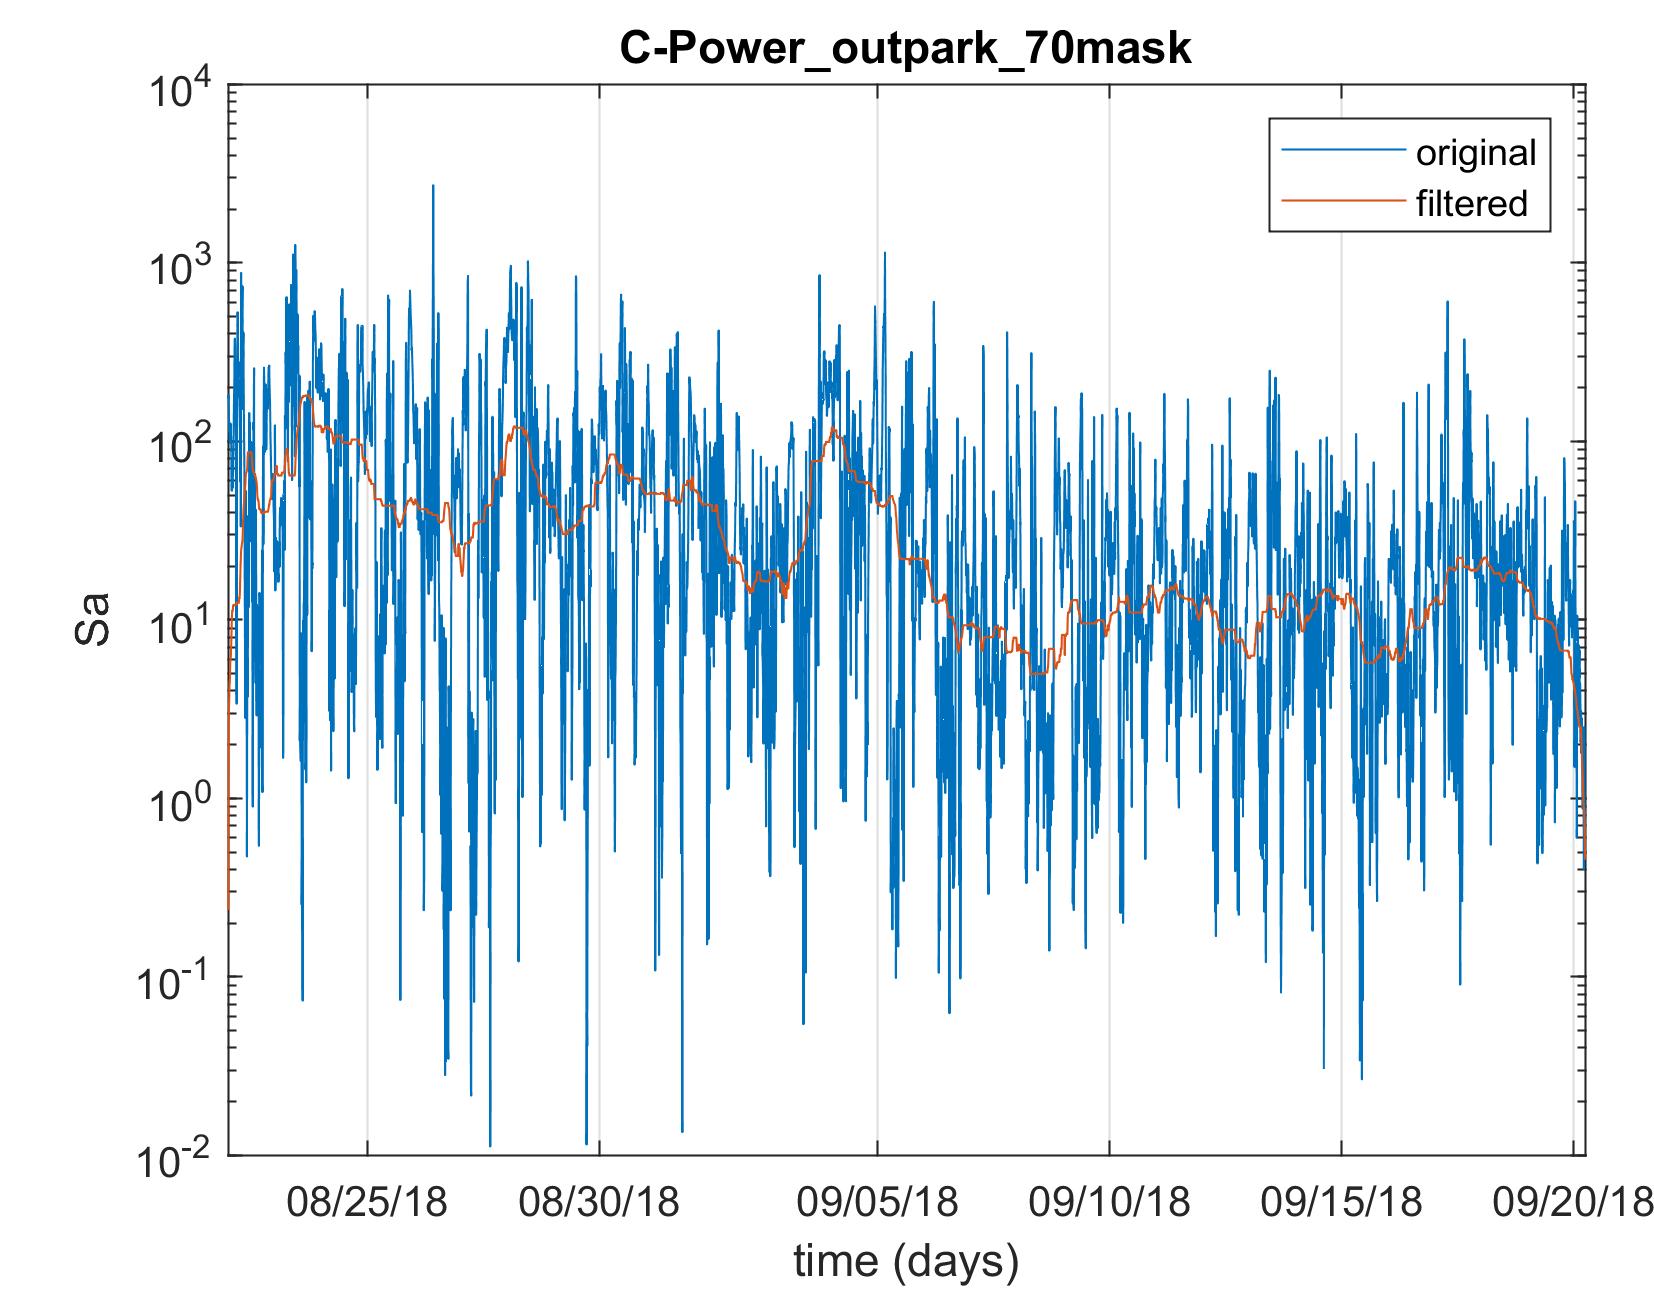 C-Power_outpark_70mask
10^4
10^3
10^2
10^1
10^0
10^-1
10^-2
Sa
original
filtered
08/25/18 08/30/18 09/05/18 09/10/18 09/15/18 09/20/18
time (days)